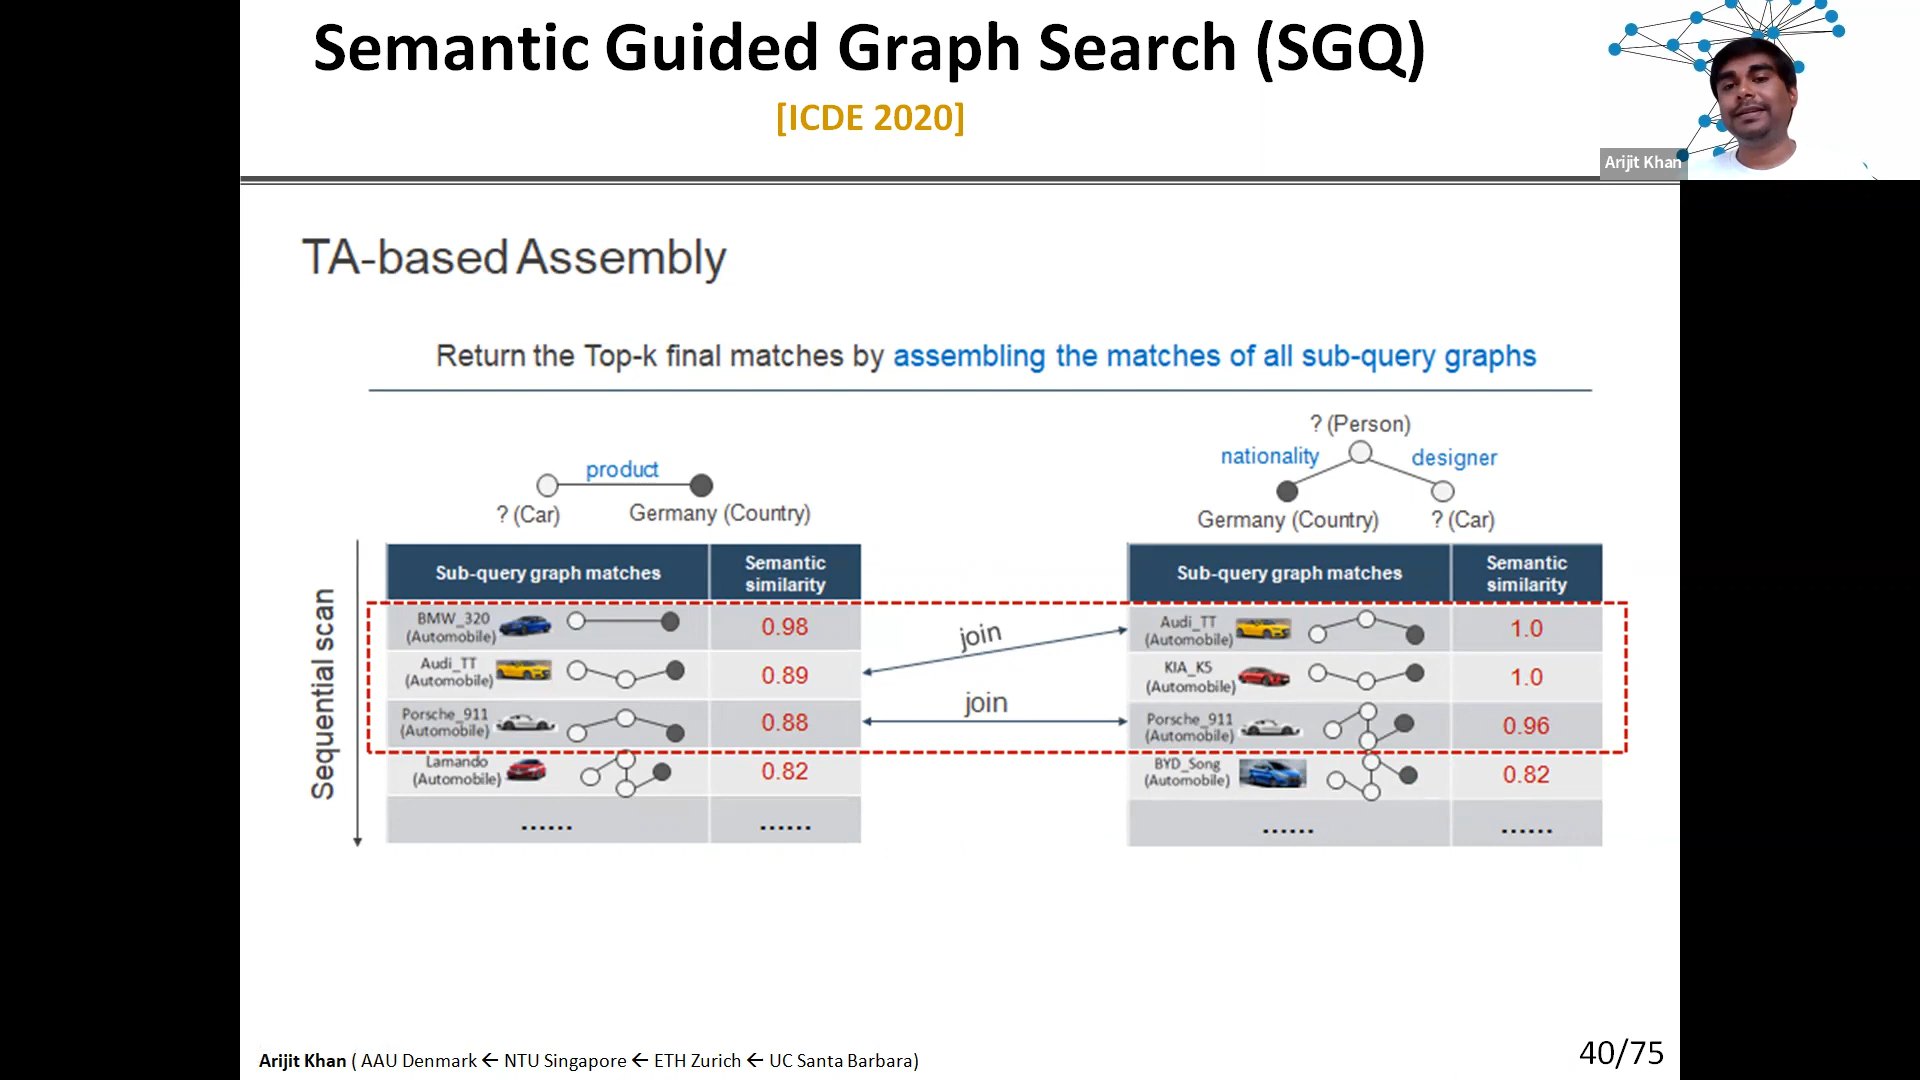 Semantic Guided Graph Search (SGQ)
[ICDE 2020]
Arijit Khan
TA-based Assembly
Return the Top-k final matches by assembling the matches of all sub-query graphs
product
? (Car)
Germany (Country)
? (Person)
nationality
designer
Germany (Country)
? (Car)
Sequential scan
Sub-query graph matches
Semantic similarity
BMW_320 (Automobile)
0.98
Audi_TT (Automobile)
0.89
Porsche_911 (Automobile)
0.88
Lamando (Automobile)
0.82
......
......
join
join
Sub-query graph matches
Semantic similarity
Audi_TT (Automobile)
1.0
KIA_K5 (Automobile)
1.0
Porsche_911 (Automobile)
0.96
BYD_Song (Automobile)
0.82
......
......
Arijit Khan ( AAU Denmark ← NTU Singapore ← ETH Zurich ← UC Santa Barbara)
40/75